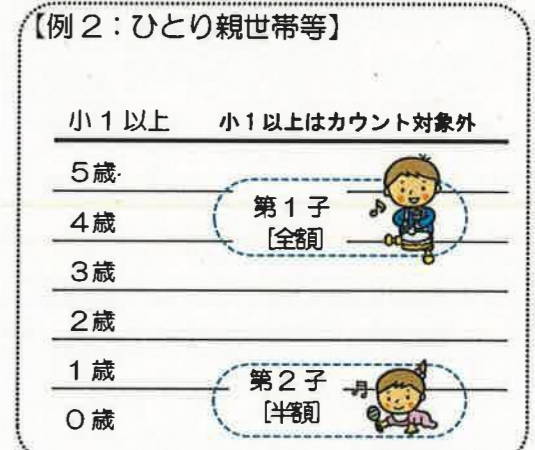 【例2：ひとり親世帯等】
小1以上 小1以上はカウント対象外
5歳
4歳
第1子
[全額]
3歳
2歳
1歳
第2子
[半額]
0歳